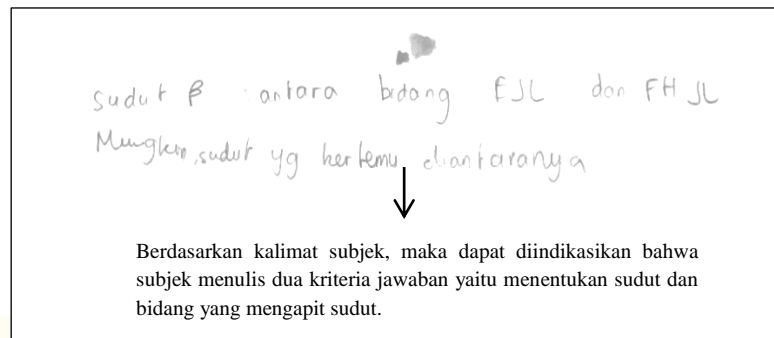 Sudut β antara bidang EJL dan FHJL
Mungkin, sudut yg bertemu diantaranya
Berdasarkan kalimat subjek, maka dapat diindikasikan bahwa
subjek menulis dua kriteria jawaban yaitu menentukan sudut dan
bidang yang mengapit sudut.